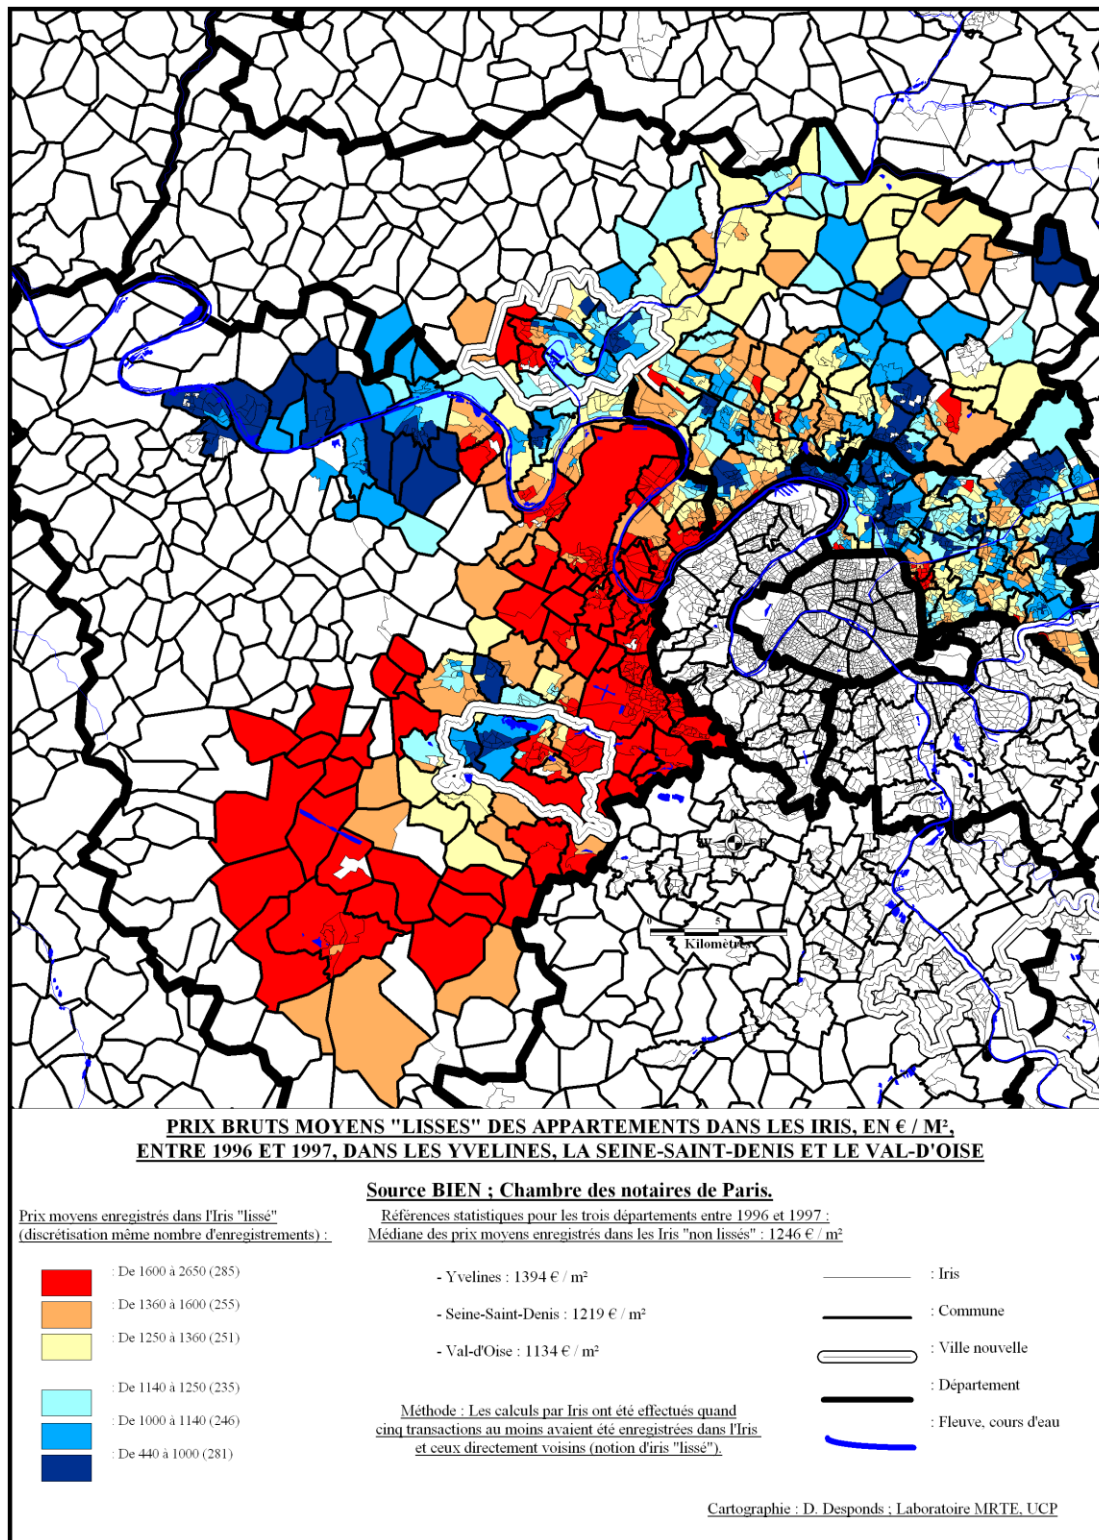 N
W E
S
0 5 9
Kilomètres
PRIX BRUTS MOYENS "LISSES" DES APPARTEMENTS DANS LES IRIS, EN € / M²,
ENTRE 1996 ET 1997, DANS LES YVELINES, LA SEINE-SAINT-DENIS ET LE VAL-D'OISE
Source BIEN ; Chambre des notaires de Paris.
Prix moyens enregistrés dans l'Iris "lissé"
(discrétisation même nombre d'enregistrements) :
: De 1600 à 2650 (285)
: De 1360 à 1600 (255)
: De 1250 à 1360 (251)
: De 1140 à 1250 (235)
: De 1000 à 1140 (246)
: De 440 à 1000 (281)
Références statistiques pour les trois départements entre 1996 et 1997 :
Médiane des prix moyens enregistrés dans les Iris "non lissés" : 1246 € / m²
- Yvelines : 1394 € / m²
- Seine-Saint-Denis : 1219 € / m²
- Val-d'Oise : 1134 € / m²
Méthode : Les calculs par Iris ont été effectués quand
cinq transactions au moins avaient été enregistrées dans l'Iris
et ceux directement voisins (notion d'iris "lissé").
: Iris
: Commune
: Ville nouvelle
: Département
: Fleuve, cours d'eau
Cartographie : D. Desponds ; Laboratoire MRTE, UCP